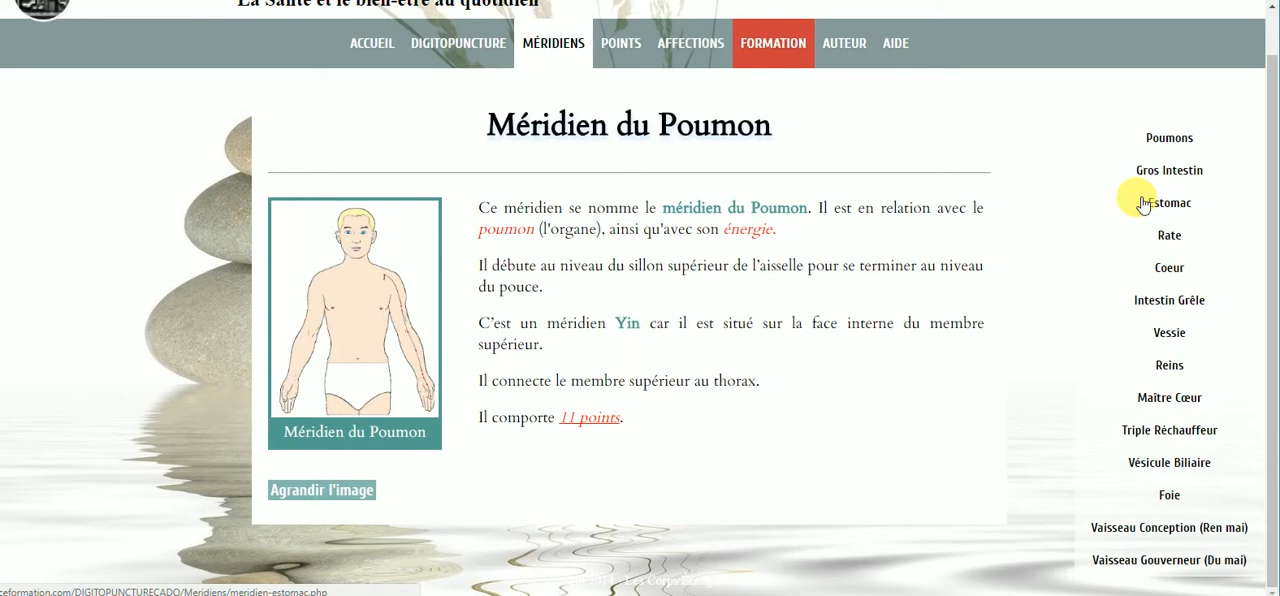 La Santé et le bien-être au quotidien
ACCUEIL DIGITOPUNCTURE MÉRIDIENS POINTS AFFECTIONS FORMATION AUTEUR AIDE
Méridien du Poumon
Ce méridien se nomme le méridien du Poumon. Il est en relation avec le
poumon (l'organe), ainsi qu'avec son énergie.
Il débute au niveau du sillon supérieur de l’aisselle pour se terminer au niveau
du pouce.
C’est un méridien Yin car il est situé sur la face interne du membre
supérieur.
Il connecte le membre supérieur au thorax.
Il comporte 11 points.
Méridien du Poumon
Agrandir l'image
Poumons
Gros Intestin
Estomac
Rate
Coeur
Intestin Grêle
Vessie
Reins
Maître Cœur
Triple Réchauffeur
Vésicule Biliaire
Foie
Vaisseau Conception (Ren mai)
Vaisseau Gouverneur (Du mai)
Les Corps
ceformation.com/DIGITOPUNCTURECADO/Meridiens/meridien-estomac.php